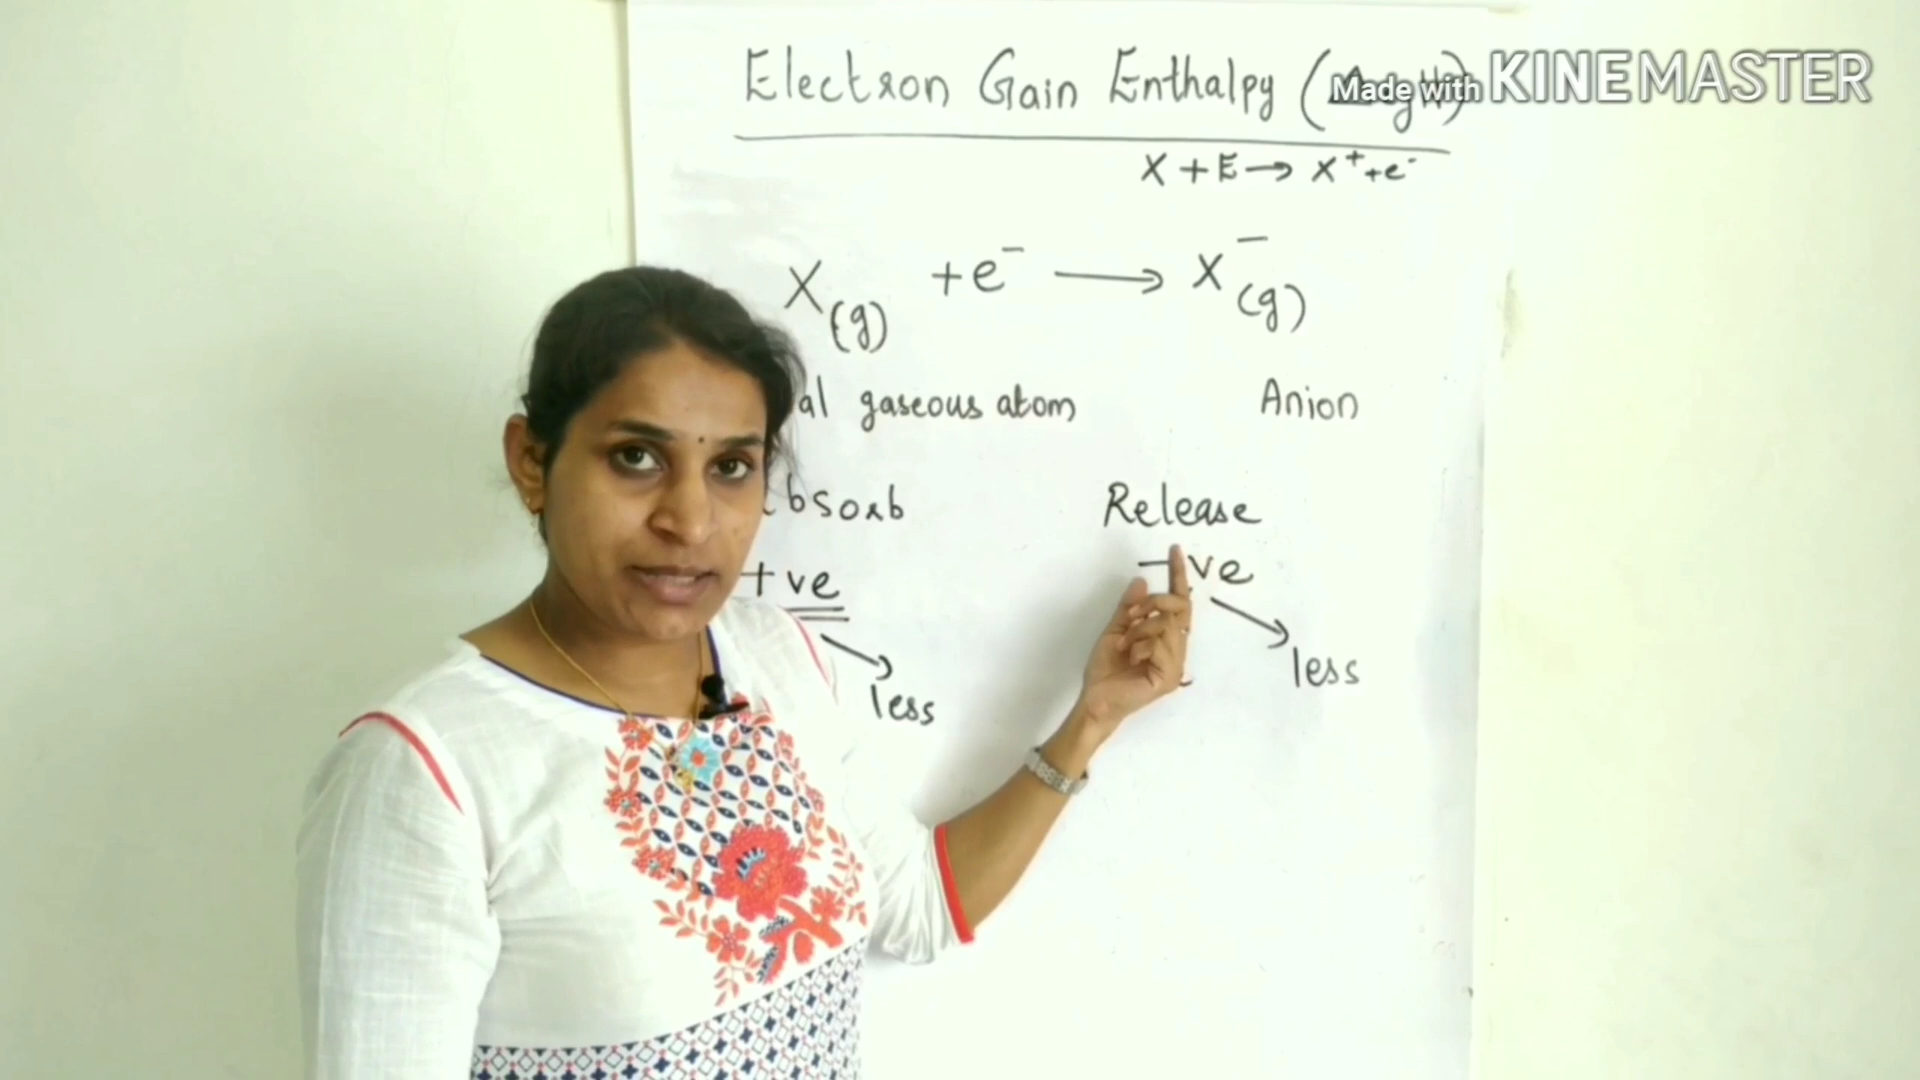 Electron Gain Enthalpy (ΔegH)
Made with KINEMASTER
X + E → X⁺ + e⁻
X(g) + e⁻ → X⁻(g)
al gaseous atom Anion
bsorb Release
+ve -ve
less less